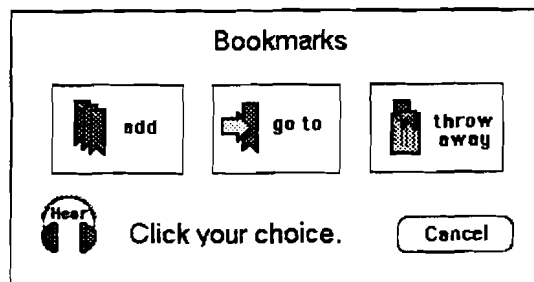 Bookmarks
add
go to
throw
away
Hear
Click your choice.
Cancel